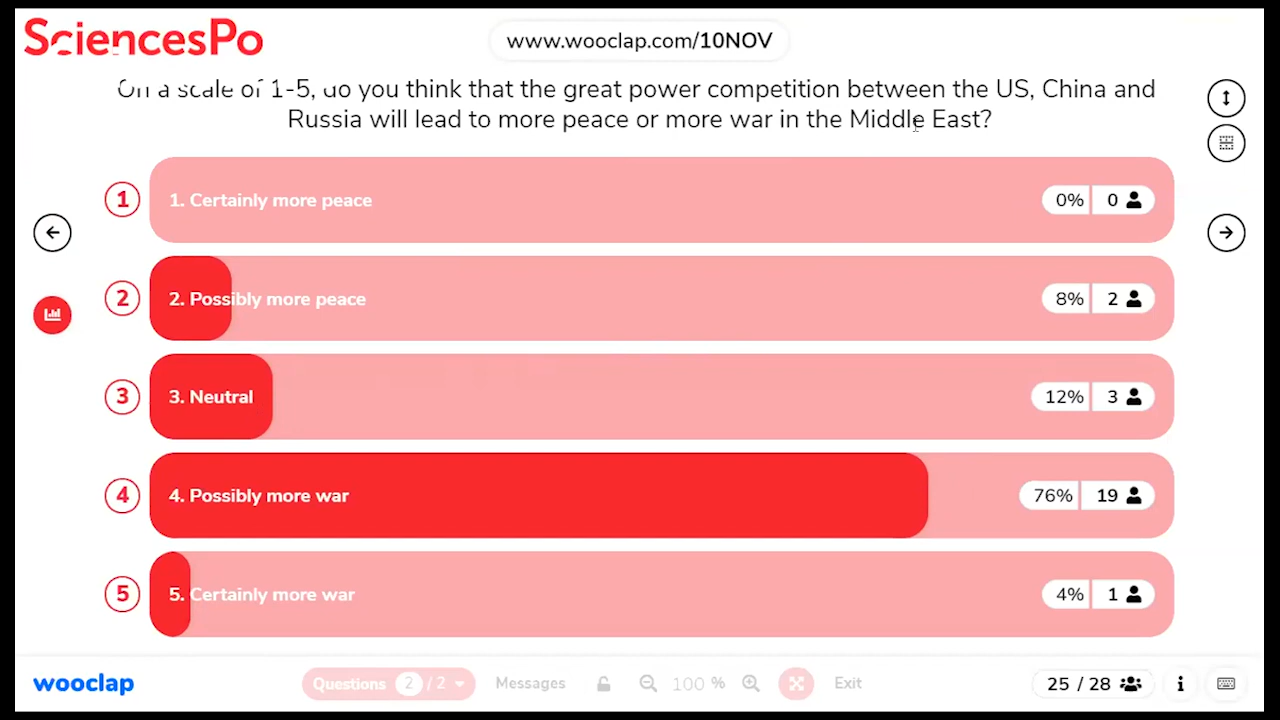 SciencesPo
www.wooclap.com/10NOV
On a scale of 1-5, do you think that the great power competition between the US, China and
Russia will lead to more peace or more war in the Middle East?
1
1. Certainly more peace
0% 0
2
2. Possibly more peace
8% 2
3
3. Neutral
12% 3
4
4. Possibly more war
76% 19
5
5. Certainly more war
4% 1
wooclap
Questions 2 / 2
Messages
100 %
Exit
25 / 28